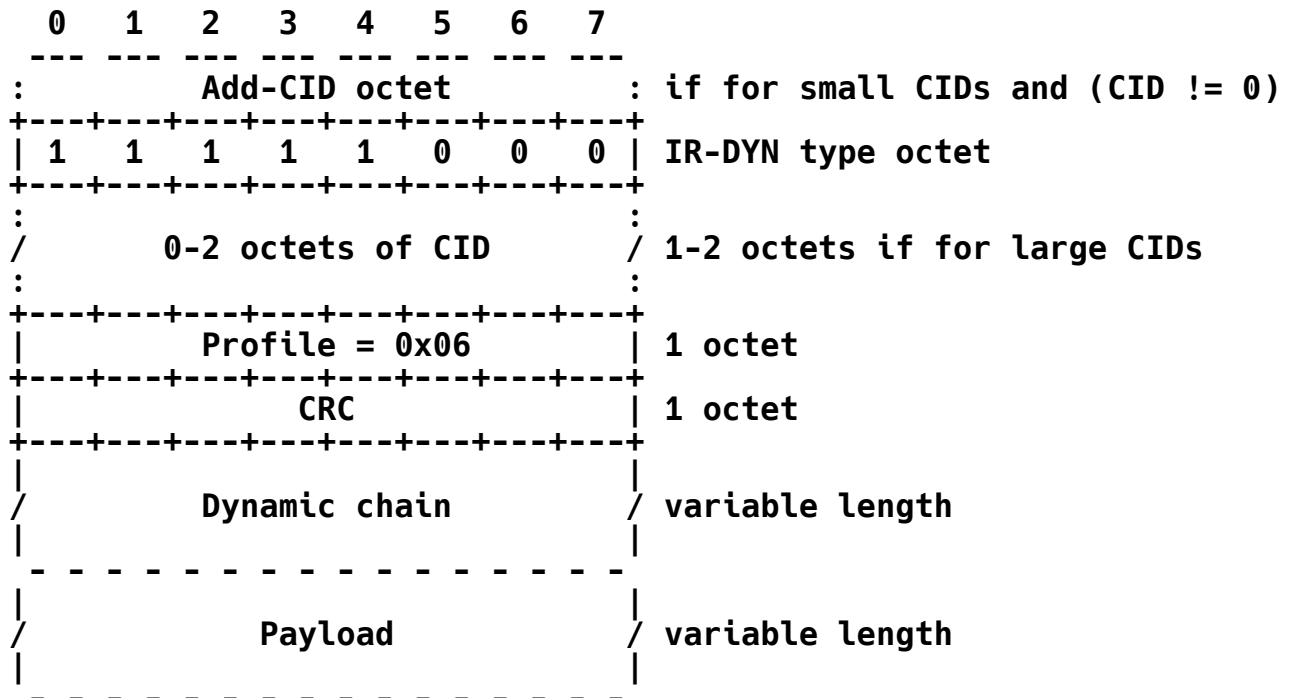 0 1 2 3 4 5 6 7
--- --- --- --- --- --- --- ---
: Add-CID octet : if for small CIDs and (CID != 0)
+---+---+---+---+---+---+---+---+
| 1 1 1 1 1 0 0 0 | IR-DYN type octet
+---+---+---+---+---+---+---+---+
: :
/ 0-2 octets of CID / 1-2 octets if for large CIDs
: :
+---+---+---+---+---+---+---+---+
| Profile = 0x06 | 1 octet
+---+---+---+---+---+---+---+---+
| CRC | 1 octet
+---+---+---+---+---+---+---+---+
| |
/ Dynamic chain / variable length
| |
- - - - - - - - - - - - - - - -
| |
/ Payload / variable length
| |
- - - - - - - - - - - - - - - -